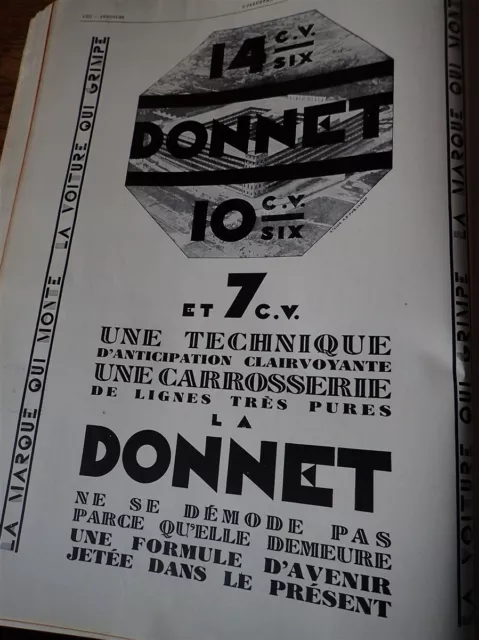 14 C.V. SIX
DONNET
10 C.V. SIX
ET 7 C.V.
UNE TECHNIQUE
D'ANTICIPATION CLAIRVOYANTE
UNE CARROSSERIE
DE LIGNES TRÈS PURES
LA
DONNET
NE SE DÉMODE PAS
PARCE QU'ELLE DEMEURE
UNE FORMULE D'AVENIR
JETÉE DANS LE PRÉSENT
LA MARQUE QUI MONTE LA VOITURE QUI GRIMPE
VOITURE QUI GRIMPE LA MARQUE QUI MONT